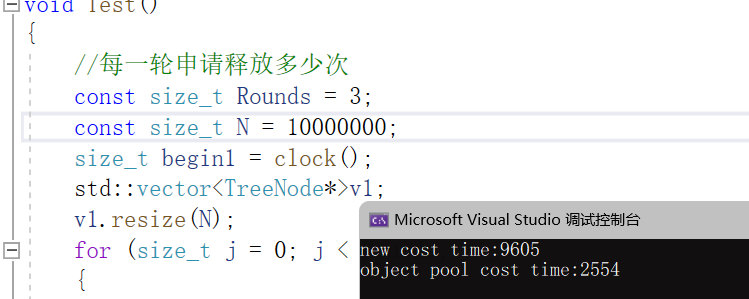 void Test()
{
//每一轮申请释放多少次
const size_t Rounds = 3;
const size_t N = 10000000;
size_t begin1 = clock();
std::vector<TreeNode*>v1;
v1.resize(N);
for (size_t j = 0; j <
{
Microsoft Visual Studio 调试控制台
new cost time:9605
object pool cost time:2554